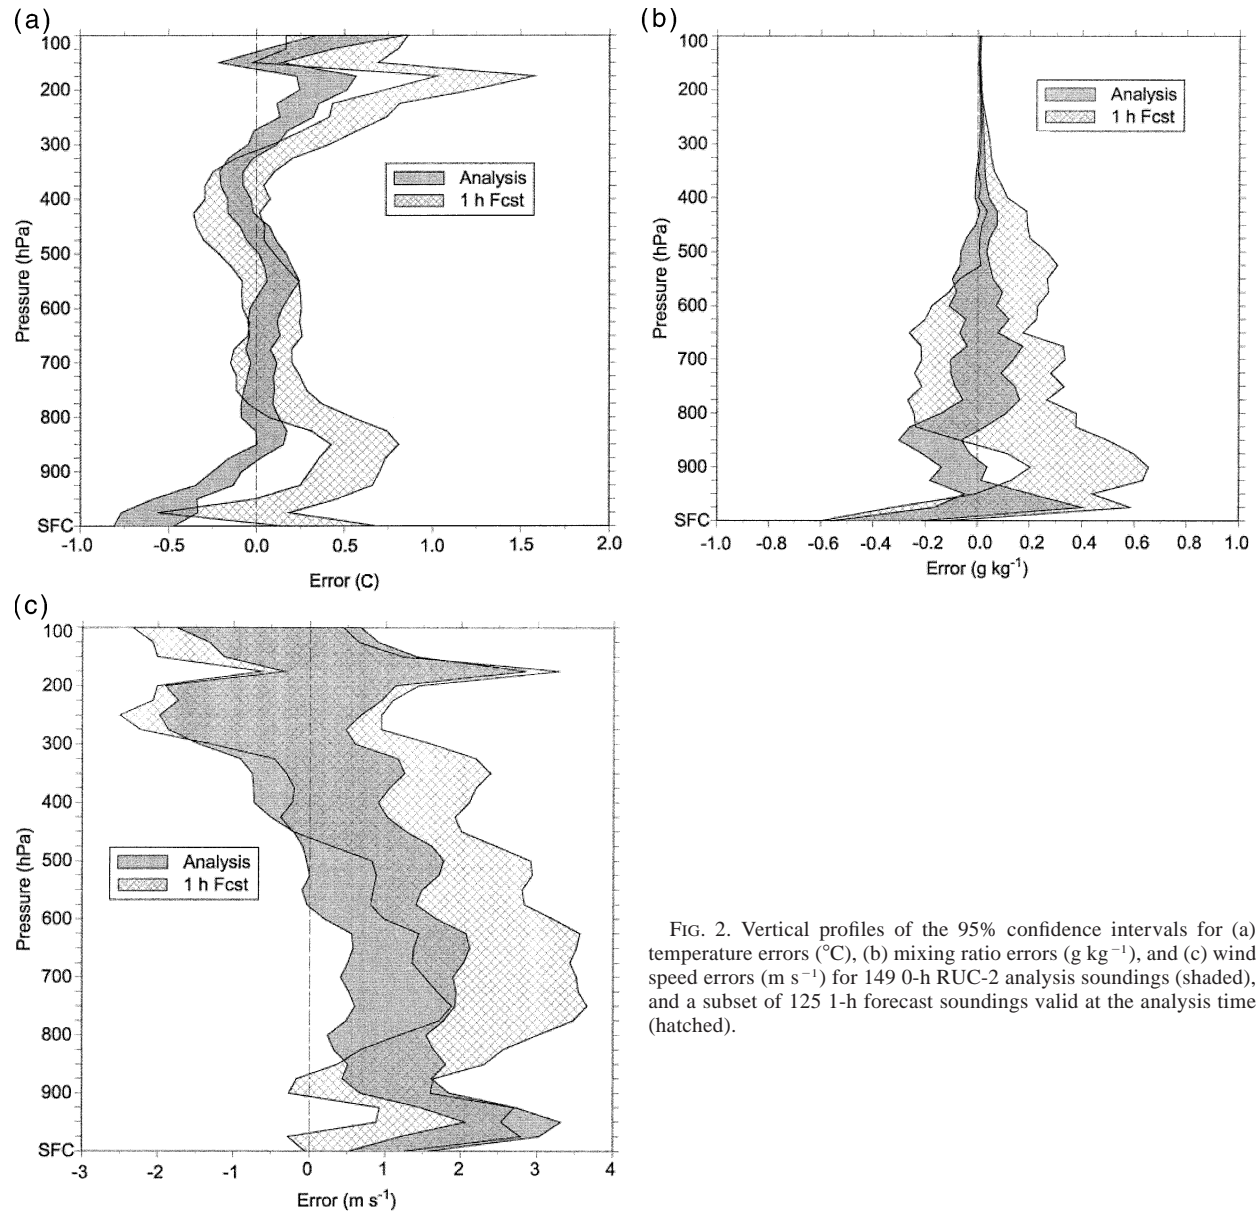 (a)
100
200
300
400
500
600
700
800
900
SFC
Pressure (hPa)
Analysis
1 h Fcst
-1.0 -0.5 0.0 0.5 1.0 1.5 2.0
Error (C)
(b)
100
200
300
400
500
600
700
800
900
SFC
Pressure (hPa)
Analysis
1 h Fcst
-1.0 -0.8 -0.6 -0.4 -0.2 0.0 0.2 0.4 0.6 0.8 1.0
Error (g kg-1)
(c)
100
200
300
400
500
600
700
800
900
SFC
Pressure (hPa)
Analysis
1 h Fcst
-3 -2 -1 0 1 2 3 4
Error (m s-1)
FIG. 2. Vertical profiles of the 95% confidence intervals for (a)
temperature errors (°C), (b) mixing ratio errors (g kg−1), and (c) wind
speed errors (m s−1) for 149 0-h RUC-2 analysis soundings (shaded),
and a subset of 125 1-h forecast soundings valid at the analysis time
(hatched).